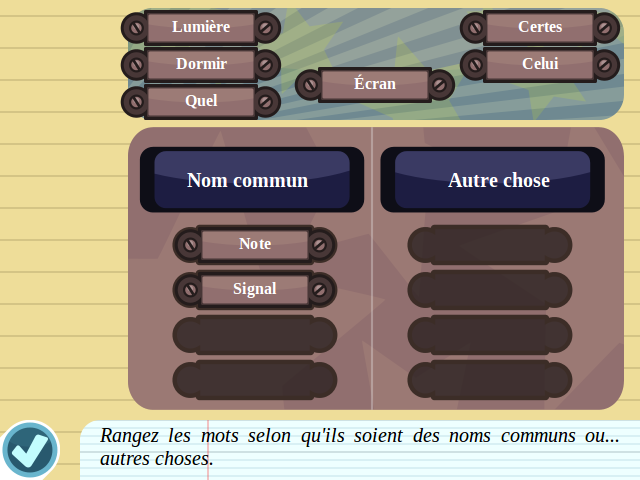 Lumière
Certes
Dormir
Celui
Écran
Quel
Nom commun
Autre chose
Note
Signal
Rangez les mots selon qu'ils soient des noms communs ou...
autres choses.